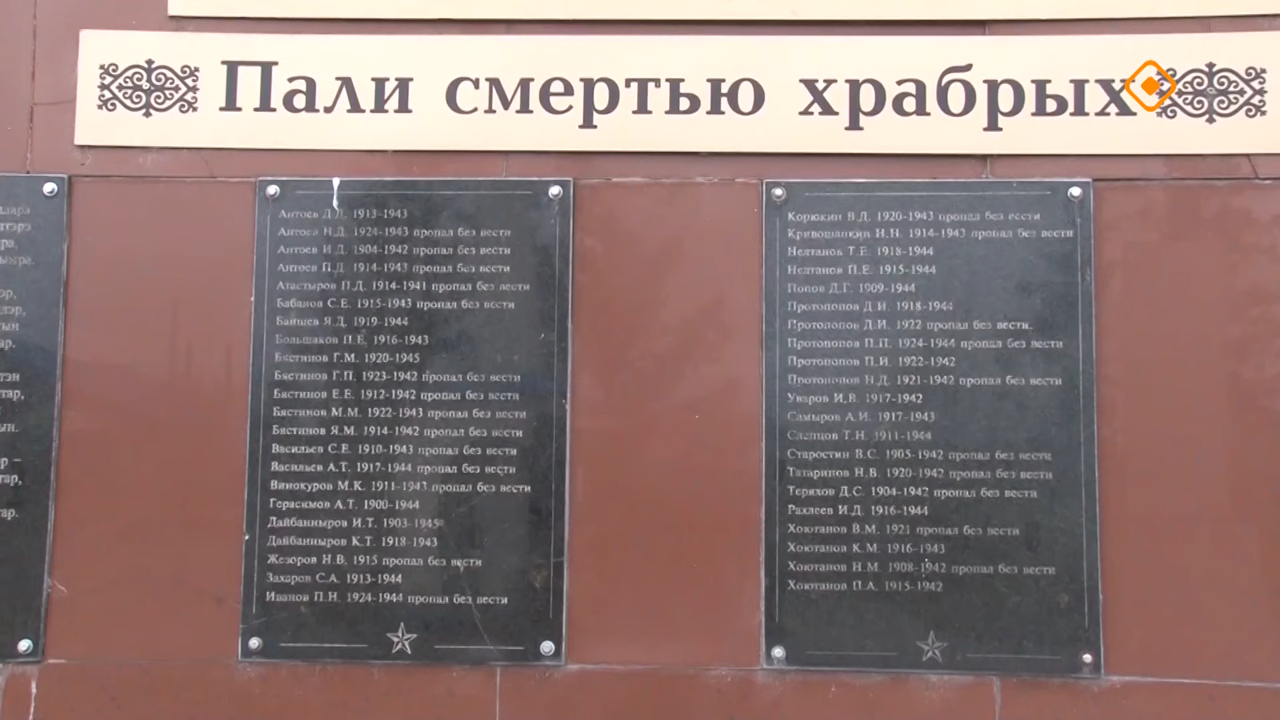 Пали смертью храбрых
Антоев Д.Д. 1913-1943
Антоев Н.Д. 1924-1943 пропал без вести
Антоев И.Д. 1904-1942 пропал без вести
Антоев П.Д. 1914-1943 пропал без вести
Атастыров П.Д. 1914-1941 пропал без вести
Бабанов С.Е. 1915-1943 пропал без вести
Баишев Я.Д. 1919-1944
Большаков П.Е. 1916-1943
Бястинов Г.М. 1920-1945
Бястинов Г.П. 1923-1942 пропал без вести
Бястинов Е.Е. 1912-1942 пропал без вести
Бястинов М.М. 1922-1943 пропал без вести
Бястинов Я.М. 1914-1942 пропал без вести
Васильев С.Е. 1910-1943 пропал без вести
Васильев А.Т. 1917-1944 пропал без вести
Винокуров М.К. 1911-1943 пропал без вести
Герасимов А.Т. 1900-1944
Дайбанныров И.Т. 1903-1945
Дайбанныров К.Т. 1918-1943
Жезоров Н.В. 1915 пропал без вести
Захаров С.А. 1913-1944
Иванов П.Н. 1924-1944 пропал без вести
Корюкин В.Д. 1920-1943 пропал без вести
Кривошапкин И.Н. 1914-1943 пропал без вести
Нелтанов Т.Е. 1918-1944
Нелтанов П.Е. 1915-1944
Попов Д.Г. 1909-1944
Протопопов Д.И. 1918-1944
Протопопов Д.И. 1922 пропал без вести.
Протопопов П.П. 1924-1944 пропал без вести
Протопопов П.И. 1922-1942
Протопопов Н.Д. 1921-1942 пропал без вести
Уваров И.В. 1917-1942
Самыров А.И. 1917-1943
Слепцов Т.Н. 1911-1944
Старостин В.С. 1905-1942 пропал без вести
Татаринов Н.В. 1920-1942 пропал без вести
Теряхов Д.С. 1904-1942 пропал без вести
Рахлеев И.Д. 1916-1944
Хоютанов В.М. 1921 пропал без вести
Хоютанов К.М. 1916-1943
Хоютанов Н.М. 1908-1942 пропал без вести
Хоютанов П.А. 1915-1942